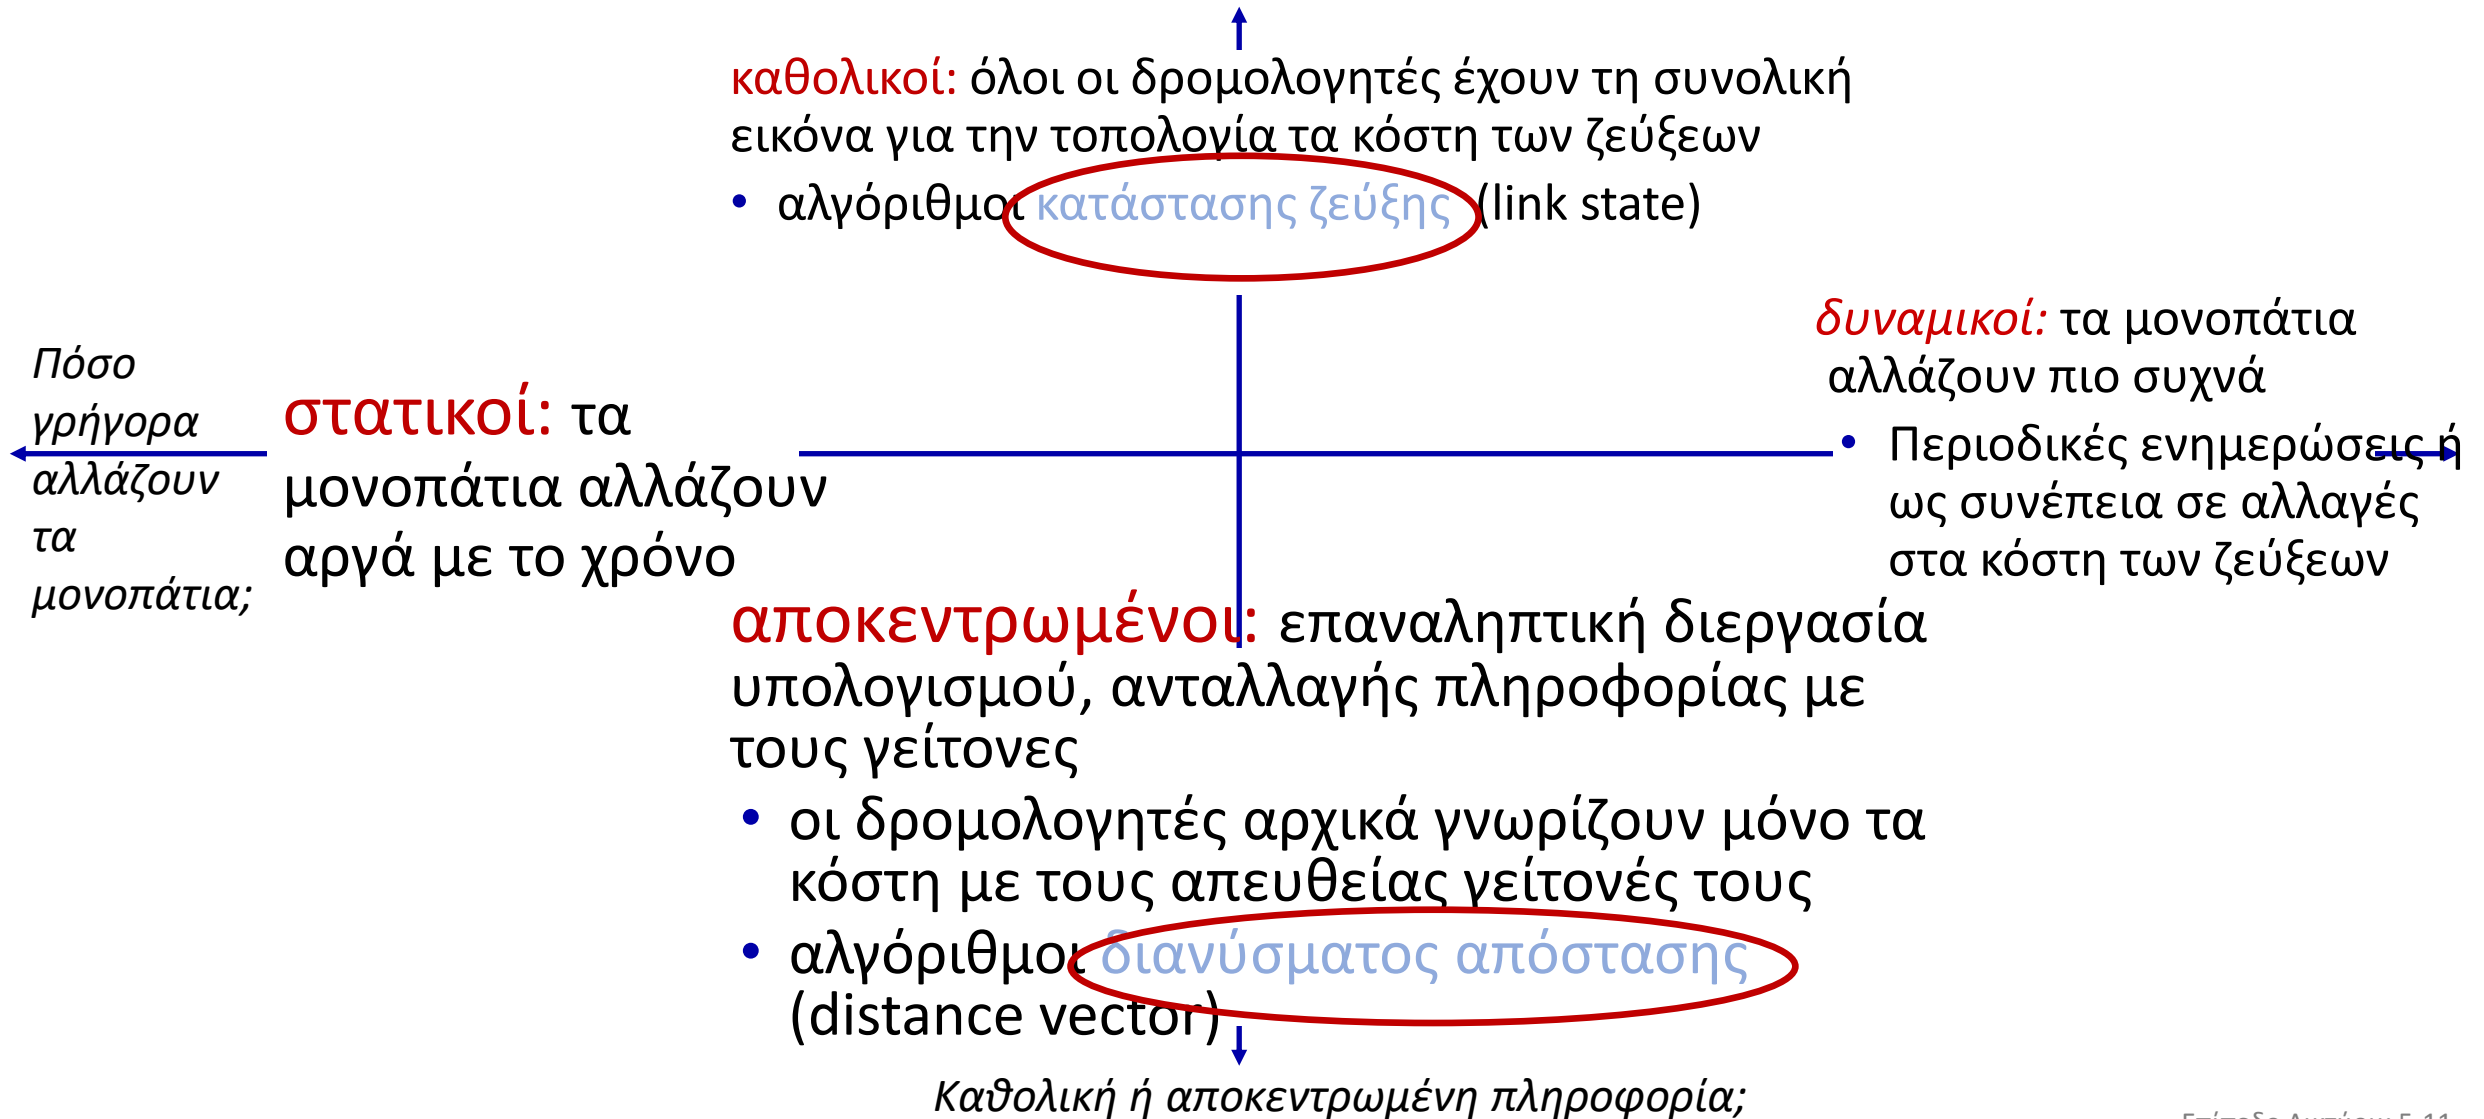 καθολικοί: όλοι οι δρομολογητές έχουν τη συνολική
εικόνα για την τοπολογία τα κόστη των ζεύξεων
• αλγόριθμοι κατάστασης ζεύξης (link state)
δυναμικοί: τα μονοπάτια
αλλάζουν πιο συχνά
• Περιοδικές ενημερώσεις ή
ως συνέπεια σε αλλαγές
στα κόστη των ζεύξεων
Πόσο
γρήγορα
αλλάζουν
τα
μονοπάτια;
στατικοί: τα
μονοπάτια αλλάζουν
αργά με το χρόνο
αποκεντρωμένοι: επαναληπτική διεργασία
υπολογισμού, ανταλλαγής πληροφορίας με
τους γείτονες
• οι δρομολογητές αρχικά γνωρίζουν μόνο τα
κόστη με τους απευθείας γείτονές τους
• αλγόριθμοι διανύσματος απόστασης
(distance vector)
Καθολική ή αποκεντρωμένη πληροφορία;